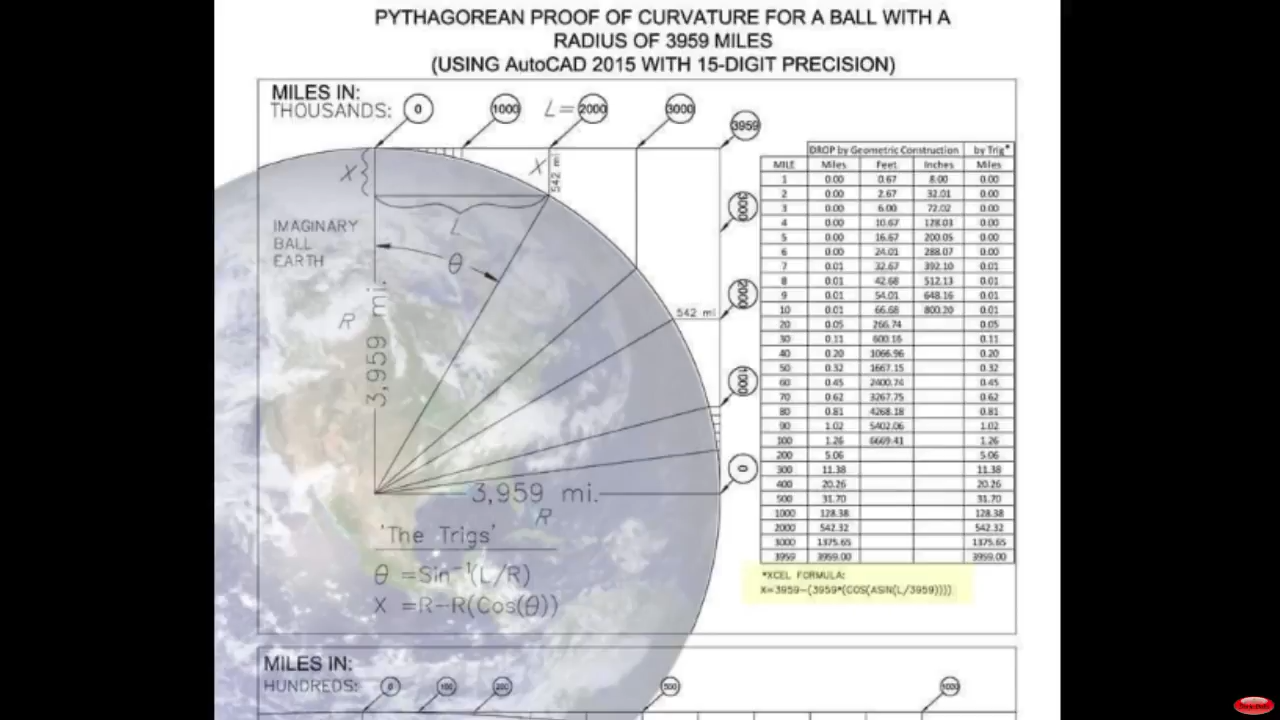 PYTHAGOREAN PROOF OF CURVATURE FOR A BALL WITH A
RADIUS OF 3959 MILES
(USING AutoCAD 2015 WITH 15-DIGIT PRECISION)
MILES IN:
THOUSANDS: 0 1000 L= 2000 3000
3959
X X 542 mi
L
θ
IMAGINARY
BALL
EARTH
R 3,959 mi.
3000
2000
542 mi
1000
0
3,959 mi.
R
'The Trigs'
θ =Sin⁻¹(L/R)
X =R-R(Cos(θ))
DROP by Geometric Construction by Trig*
MILE Miles Feet Inches Miles
1 0.00 0.67 8.00 0.00
2 0.00 2.67 32.01 0.00
3 0.00 6.00 72.02 0.00
4 0.00 10.67 128.03 0.00
5 0.00 16.67 200.05 0.00
6 0.00 24.01 288.07 0.00
7 0.01 32.67 392.10 0.01
8 0.01 42.68 512.13 0.01
9 0.01 54.01 648.16 0.01
10 0.01 66.68 800.20 0.01
20 0.05 266.74 0.05
30 0.11 600.16 0.11
40 0.20 1066.96 0.20
50 0.32 1667.15 0.32
60 0.45 2400.74 0.45
70 0.62 3267.75 0.62
80 0.81 4268.18 0.81
90 1.02 5402.06 1.02
100 1.26 6669.41 1.26
200 5.06 5.06
300 11.38 11.38
400 20.26 20.26
500 31.70 31.70
1000 128.38 128.38
2000 542.32 542.32
3000 1375.65 1375.65
3959 3959.00 3959.00
*XCEL FORMULA:
X=3959-(3959*(COS(ASIN(L/3959))))
MILES IN:
HUNDREDS: 0 100 200 500 1000